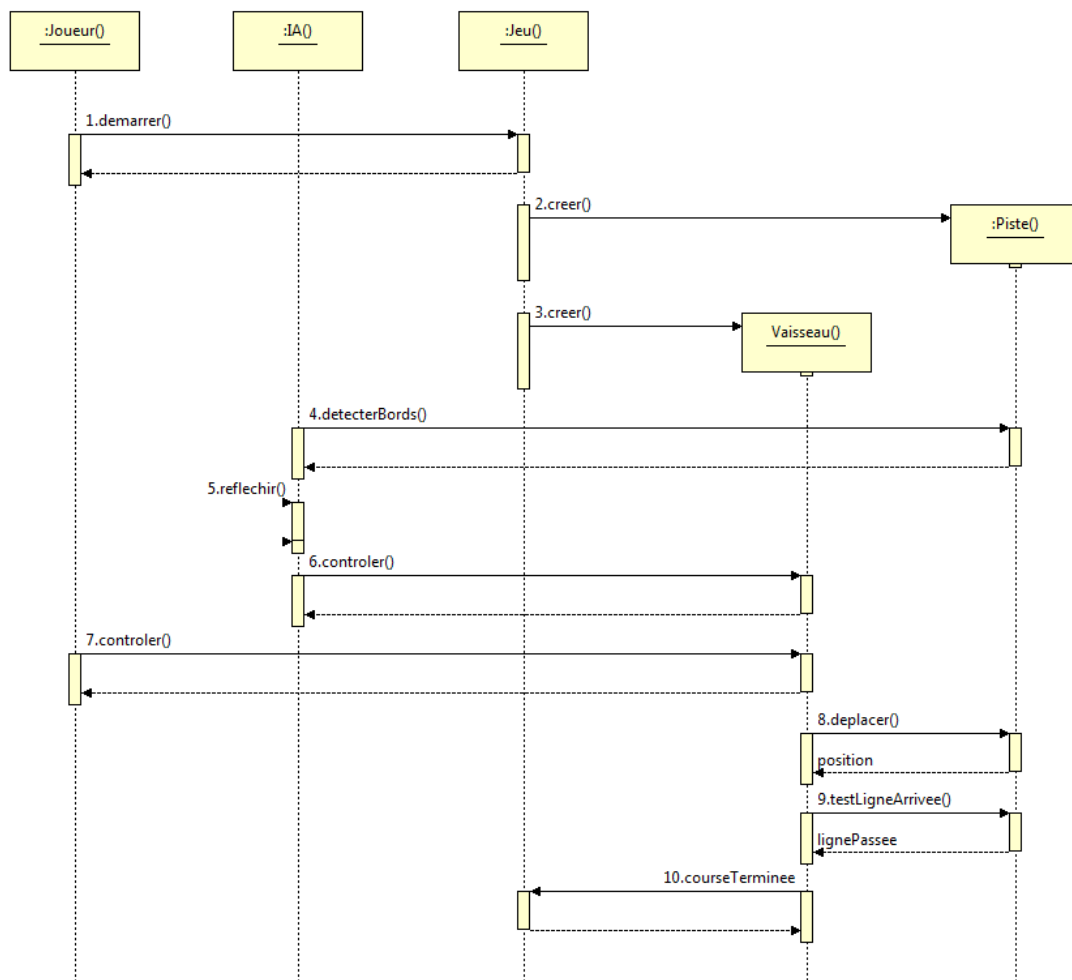 :Joueur()
:IA()
:Jeu()
1.demarrer()
2.creer()
:Piste()
3.creer()
Vaisseau()
4.detecterBords()
5.reflechir()
6.controler()
7.controler()
8.deplacer()
position
9.testLigneArrivee()
lignePassee
10.courseTerminee